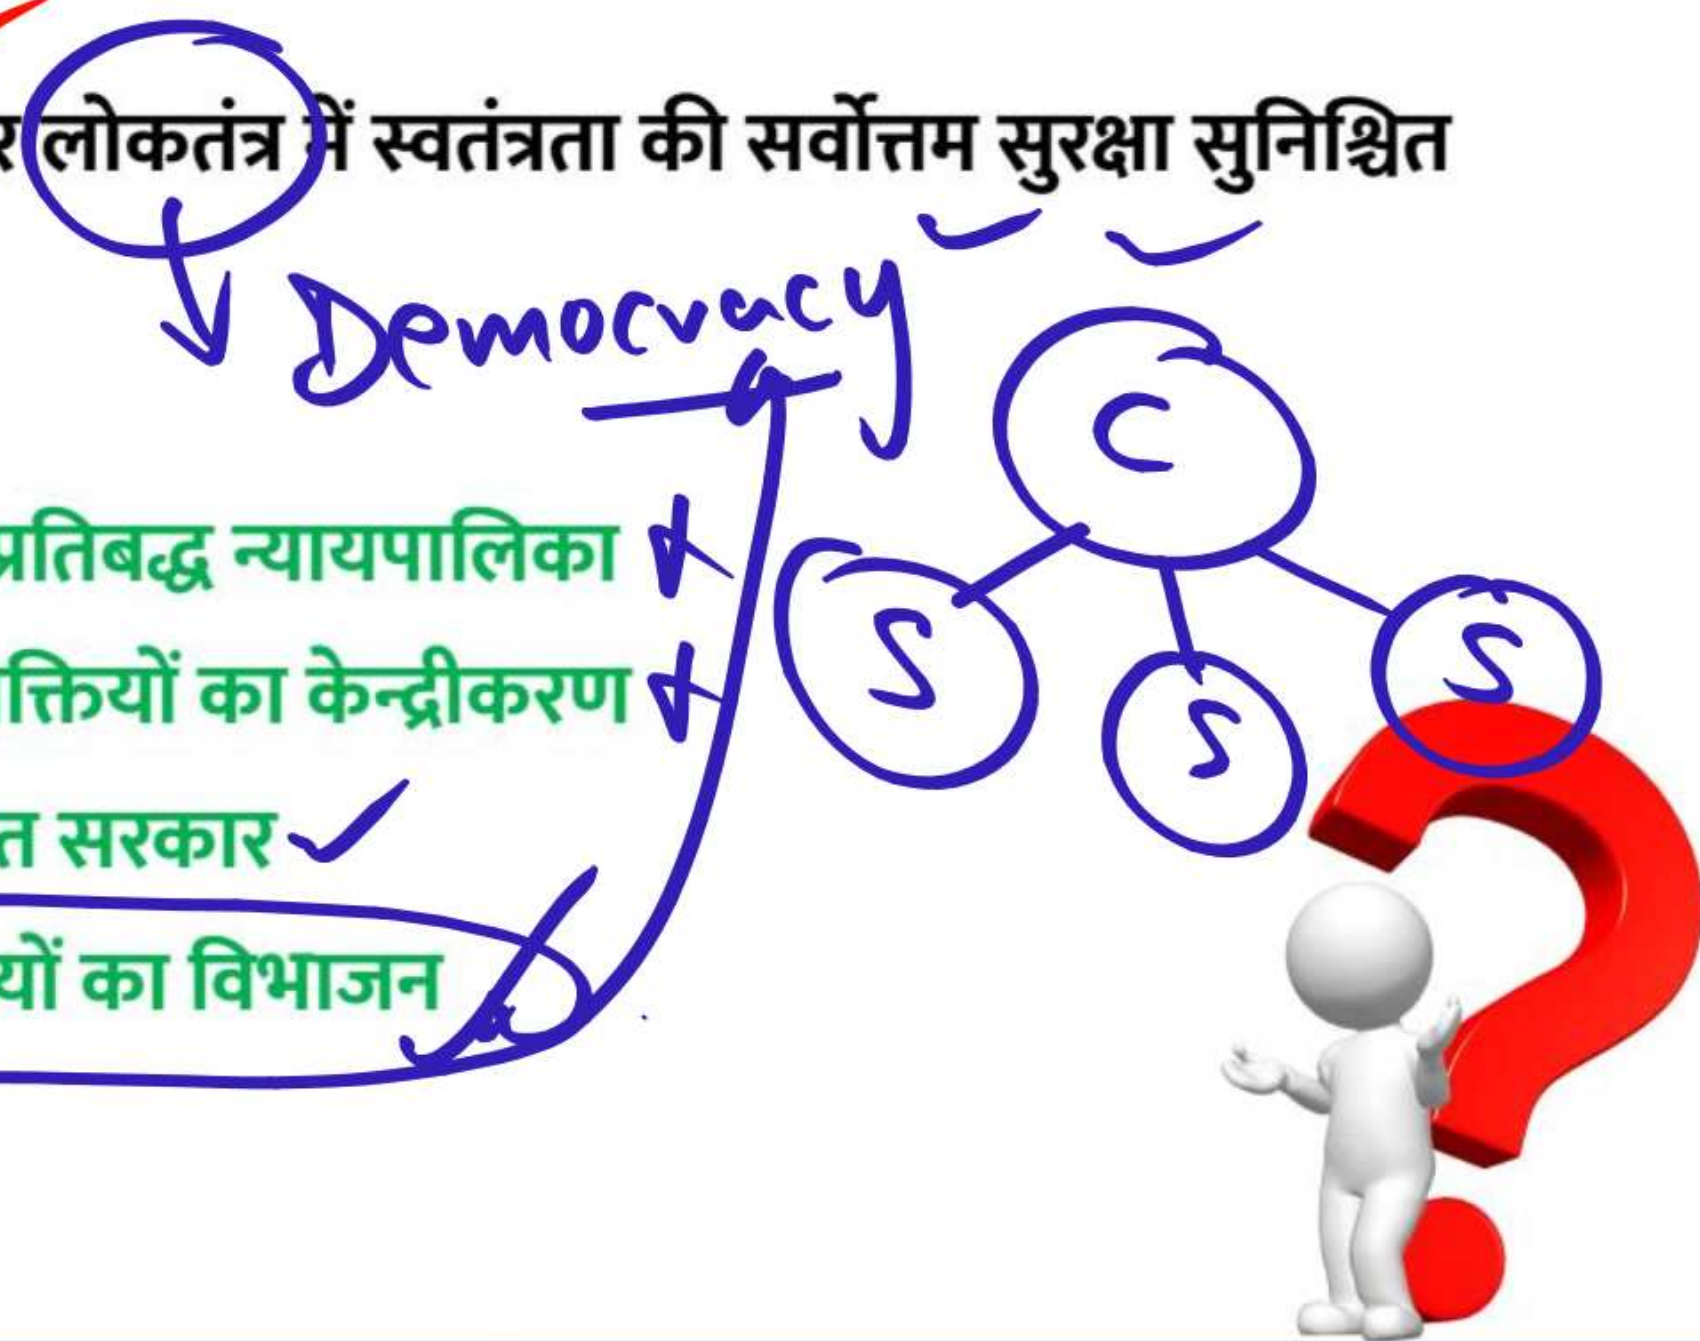 र लोकतंत्र में स्वतंत्रता की सर्वोत्तम सुरक्षा सुनिश्चित
Democracy
C
प्रतिबद्ध न्यायपालिका
S
S
क्तियों का केन्द्रीकरण
S
त सरकार
यों का विभाजन